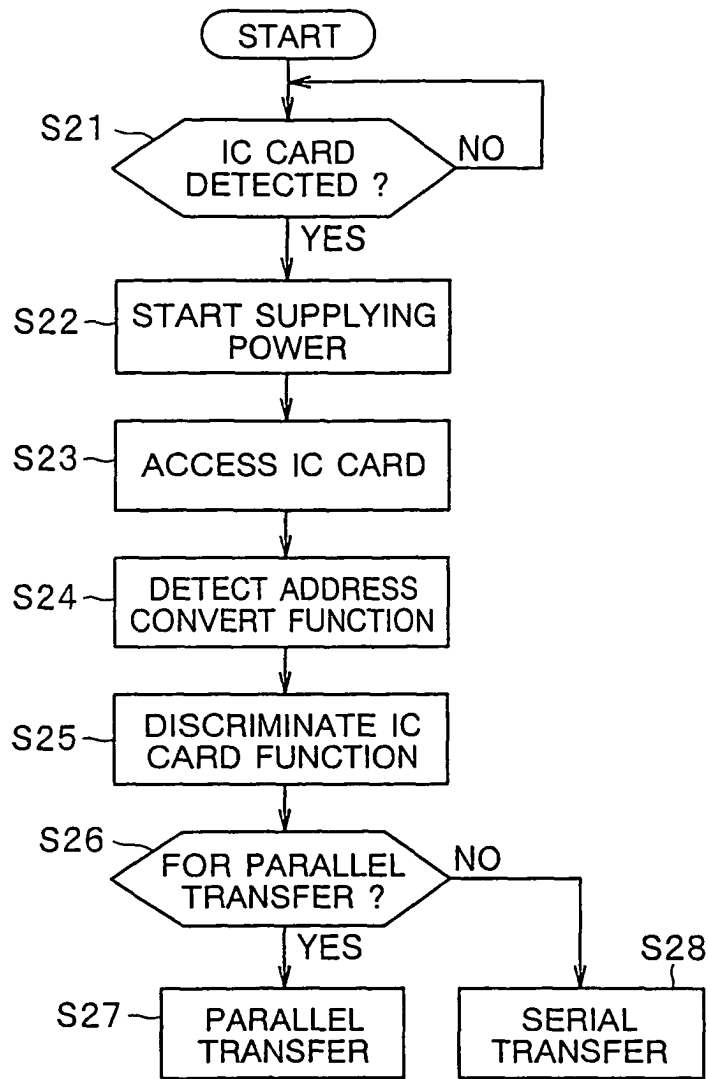 START
S21
IC CARD
DETECTED ?
NO
YES
S22
START SUPPLYING
POWER
S23
ACCESS IC CARD
S24
DETECT ADDRESS
CONVERT FUNCTION
S25
DISCRIMINATE IC
CARD FUNCTION
S26
FOR PARALLEL
TRANSFER ?
NO
YES
S27
PARALLEL
TRANSFER
S28
SERIAL
TRANSFER